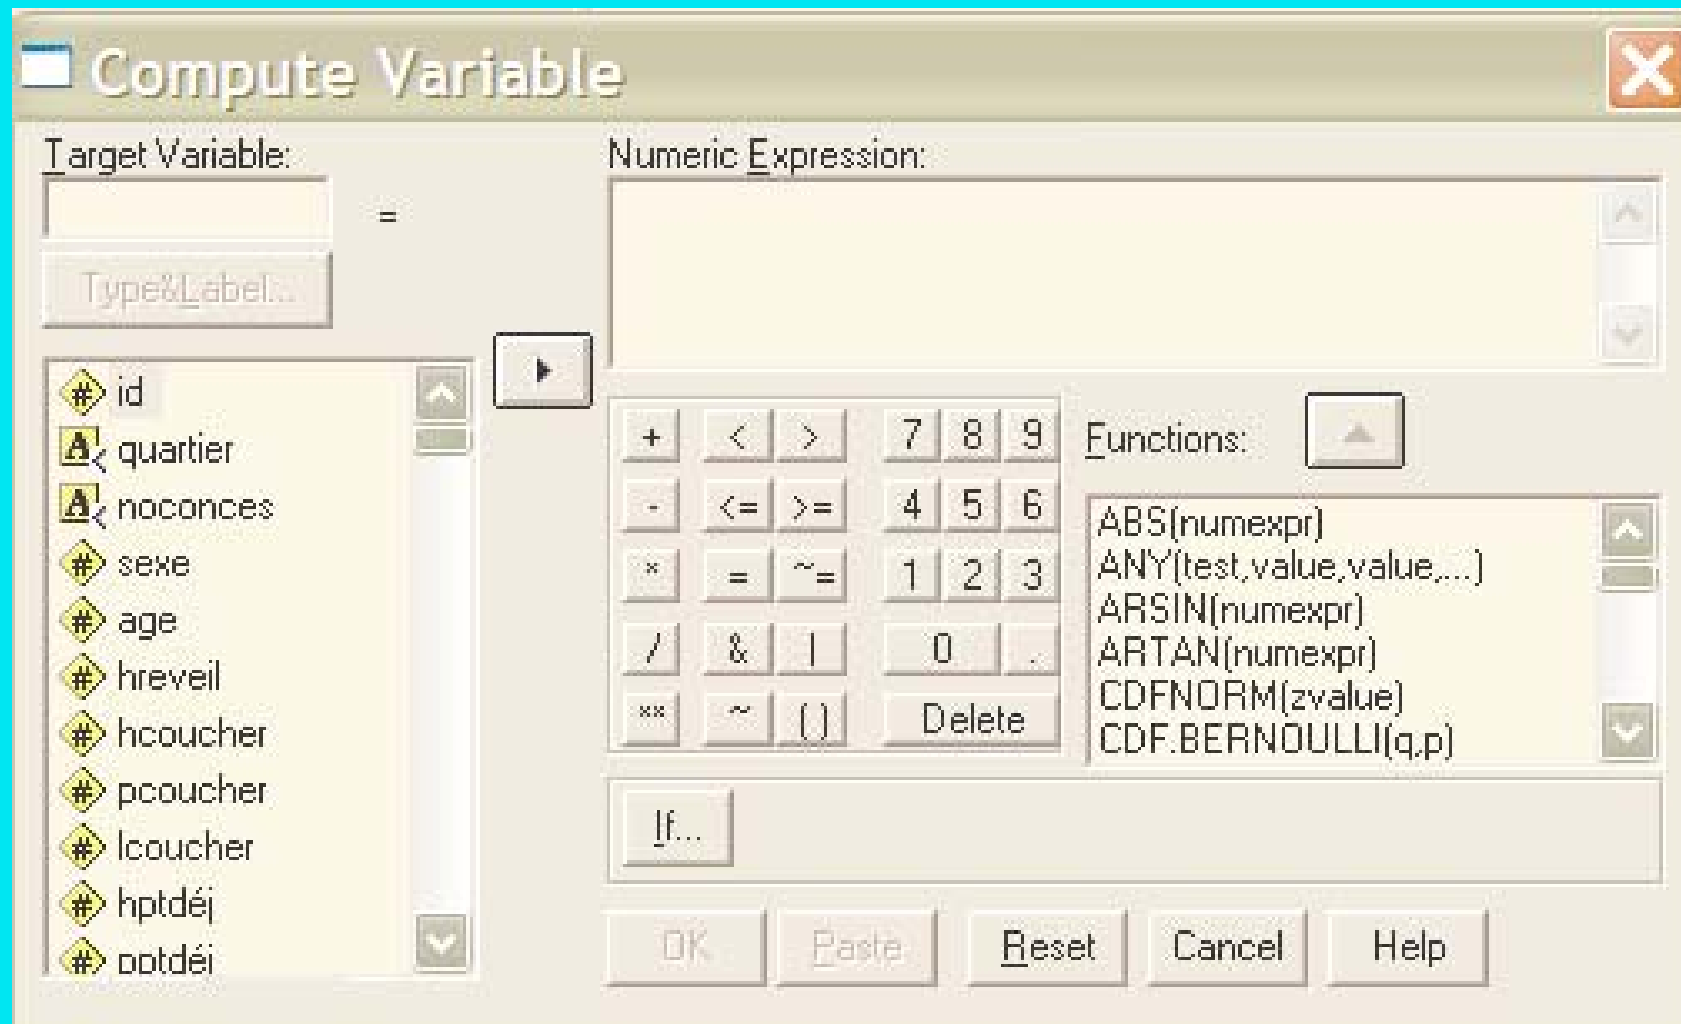 Compute Variable
Target Variable:
=
Type&Label...
# id
A quartier
A noconces
# sexe
# age
# hreveil
# hcoucher
# pcoucher
# lcoucher
# hptdéj
# pptdéj
Numeric Expression:
+ < > 7 8 9
- <= >= 4 5 6
* = ~= 1 2 3
/ & | 0 .
** ~ () Delete
Functions:
ABS(numexpr)
ANY(test,value,value,...)
ARSIN(numexpr)
ARTAN(numexpr)
CDFNORM(zvalue)
CDF.BERNOULLI(q,p)
If...
OK Paste Reset Cancel Help